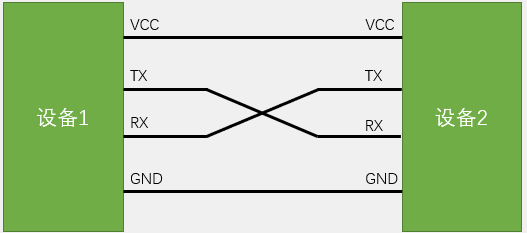 VCC VCC
TX TX
设备1 设备2
RX RX
GND GND